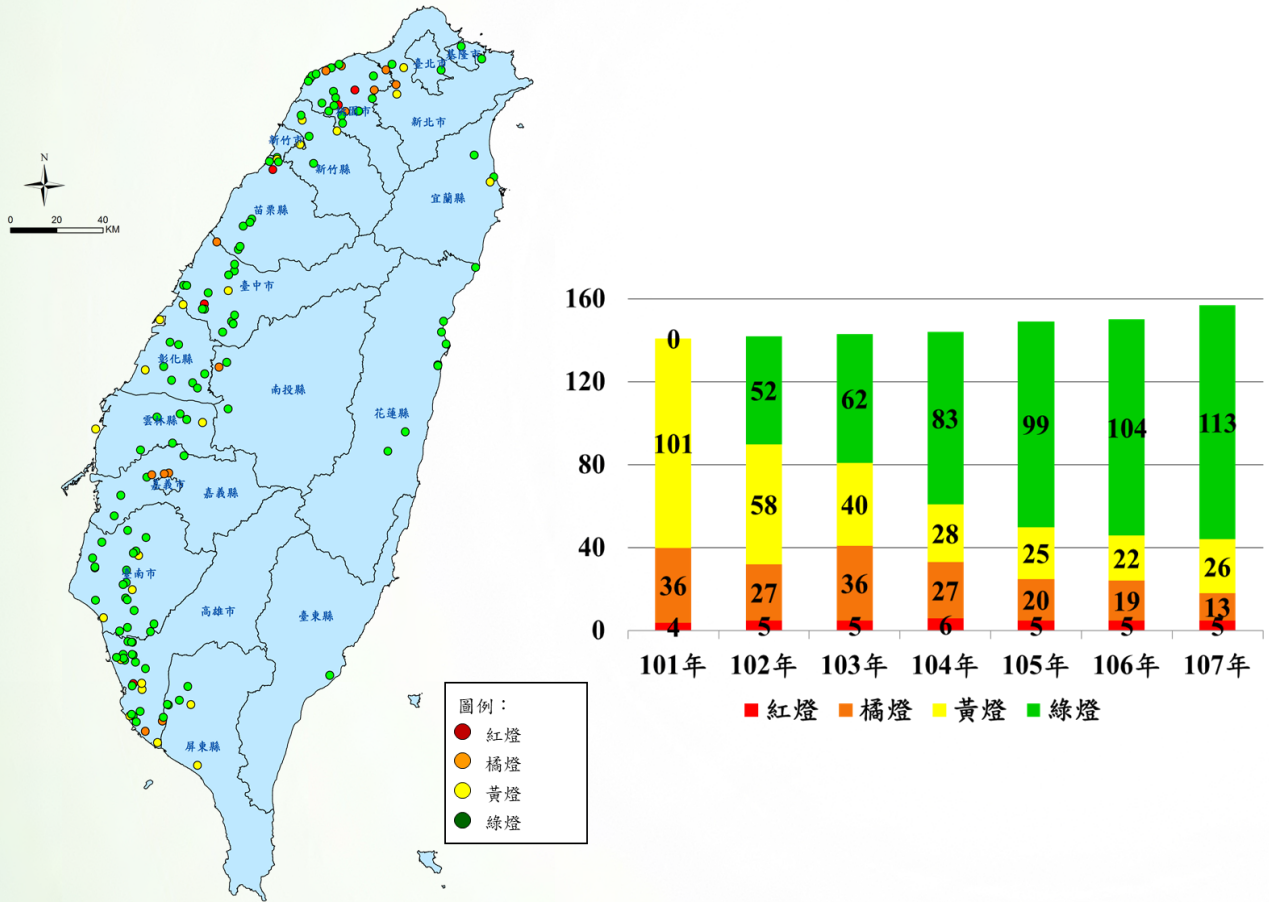 N
0 20 40
KM
基隆市
臺北市
桃園市
新北市
新竹市
新竹縣
宜蘭縣
苗栗縣
臺中市
彰化縣
南投縣
雲林縣
花蓮縣
嘉義市
嘉義縣
臺南市
高雄市
臺東縣
屏東縣
圖例：
紅燈
橘燈
黃燈
綠燈
160
120
80
40
0
0
101
36
4
52
58
27
5
62
40
36
5
83
28
27
6
99
25
20
5
104
22
19
5
113
26
13
5
101年 102年 103年 104年 105年 106年 107年
紅燈 橘燈 黃燈 綠燈